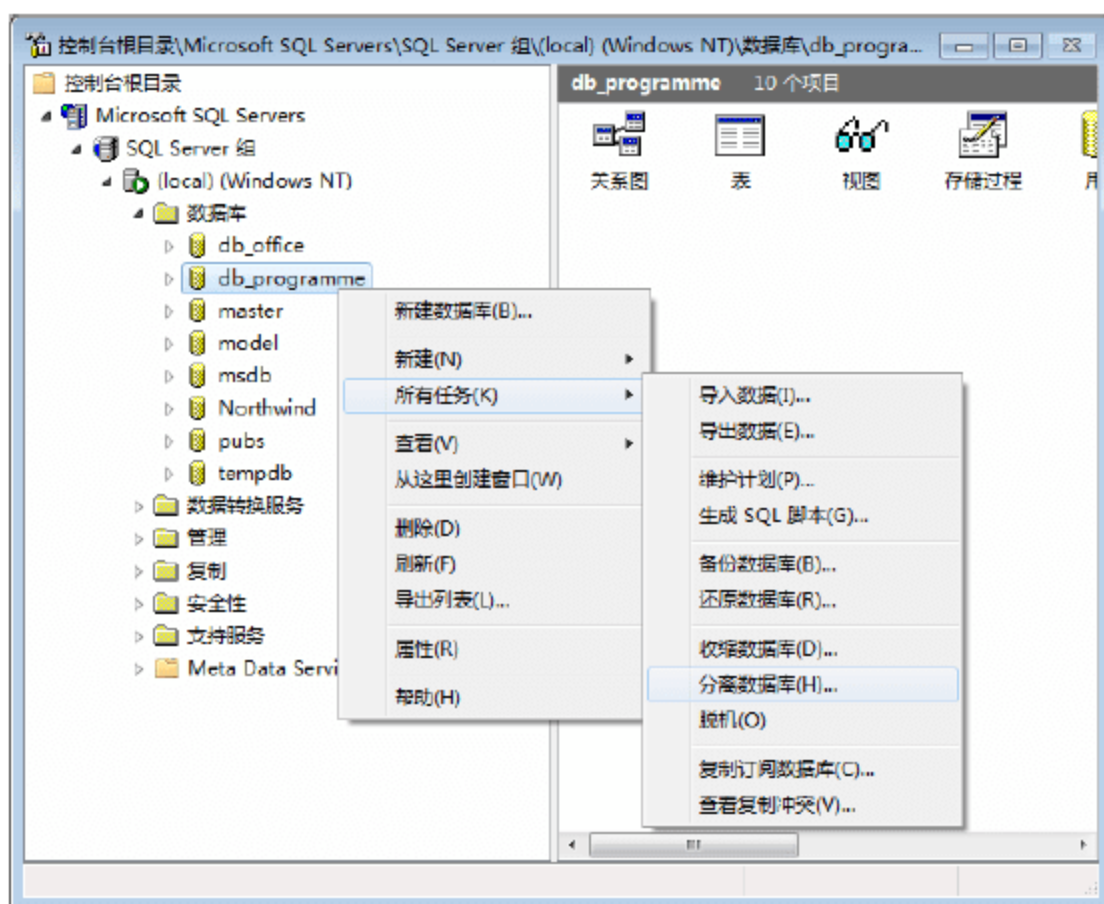 控制台根目录\Microsoft SQL Servers\SQL Server 组\(local) (Windows NT)\数据库\db_progra...
控制台根目录
Microsoft SQL Servers
SQL Server 组
(local) (Windows NT)
数据库
db_office
db_programme
master
model
msdb
Northwind
pubs
tempdb
数据转换服务
管理
复制
安全性
支持服务
Meta Data Servi
db_programme 10 个项目
关系图 表 视图 存储过程
新建数据库(B)...
新建(N)
所有任务(K)
查看(V)
从这里创建窗口(W)
删除(D)
刷新(F)
导出列表(L)...
属性(R)
帮助(H)
导入数据(I)...
导出数据(E)...
维护计划(P)...
生成 SQL 脚本(G)...
备份数据库(B)...
还原数据库(R)...
收缩数据库(D)...
分离数据库(H)...
脱机(O)
复制订阅数据库(C)...
查看复制冲突(V)...